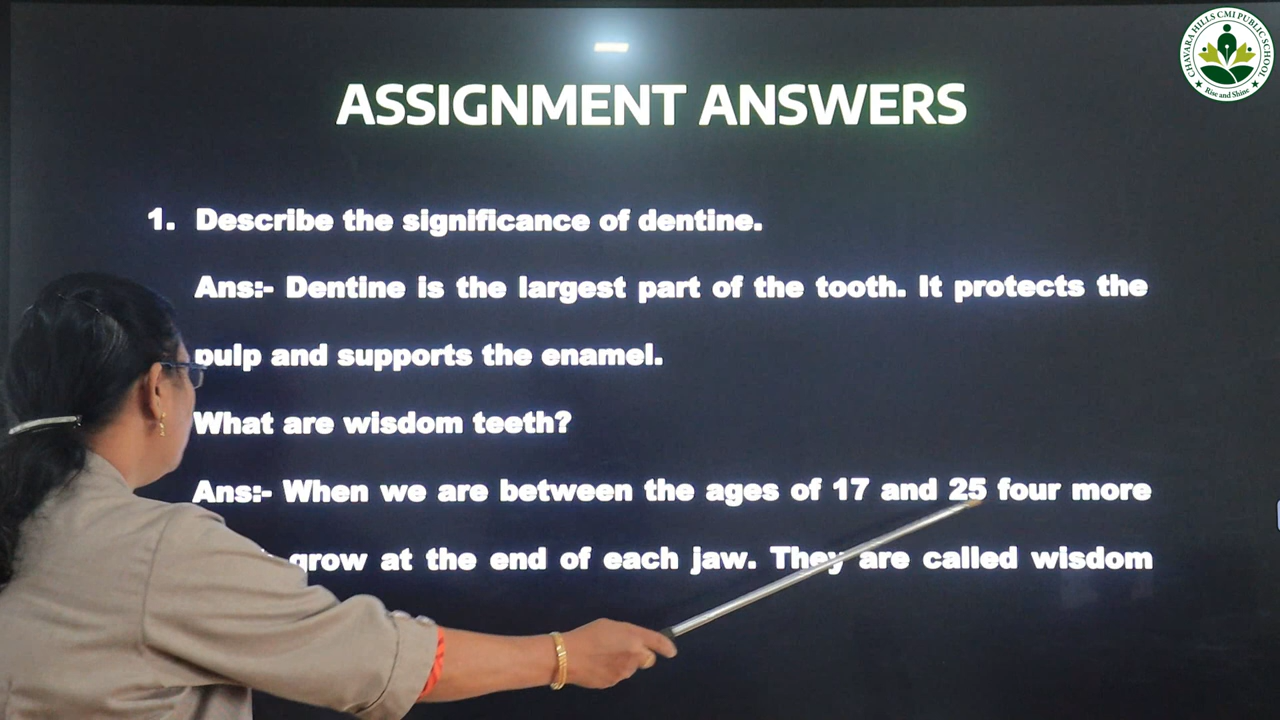 CHAVARA HILLS CMI PUBLIC SCHOOL
Rise and Shine
ASSIGNMENT ANSWERS
1. Describe the significance of dentine.
Ans:- Dentine is the largest part of the tooth. It protects the
pulp and supports the enamel.
What are wisdom teeth?
Ans:- When we are between the ages of 17 and 25 four more
grow at the end of each jaw. They are called wisdom